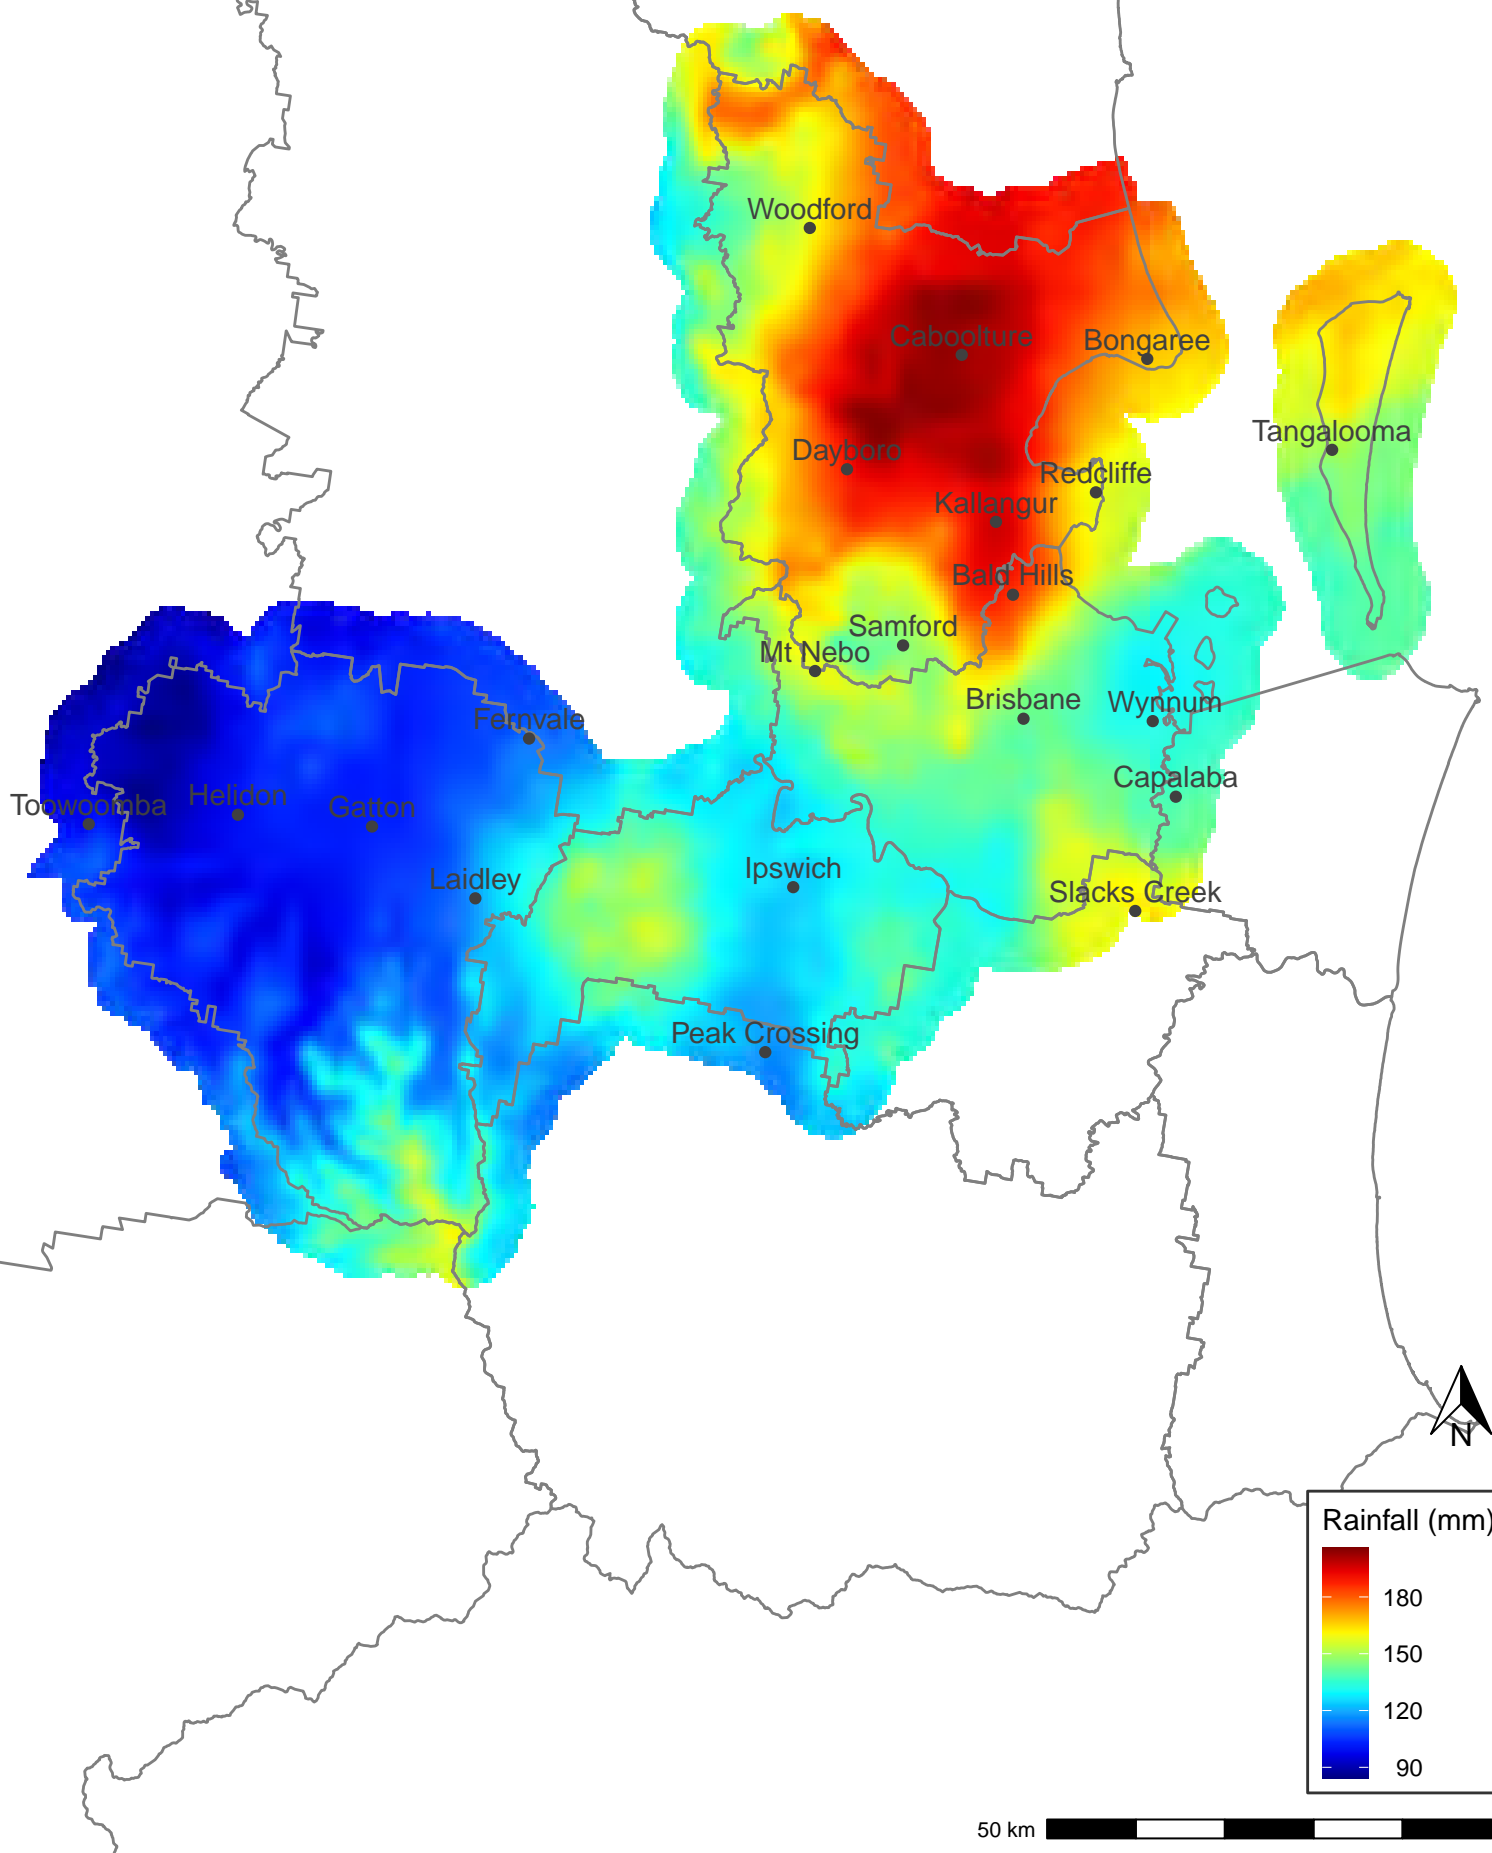 Woodford
Caboolture
Bongaree
Tangalooma
Dayboro
Redcliffe
Kallangur
Bald Hills
Samford
Mt Nebo
Brisbane
Wynnum
Fernvale
Capalaba
Toowoomba
Helidon
Gatton
Ipswich
Laidley
Slacks Creek
Peak Crossing
N
Rainfall (mm)
180
150
120
90
50 km